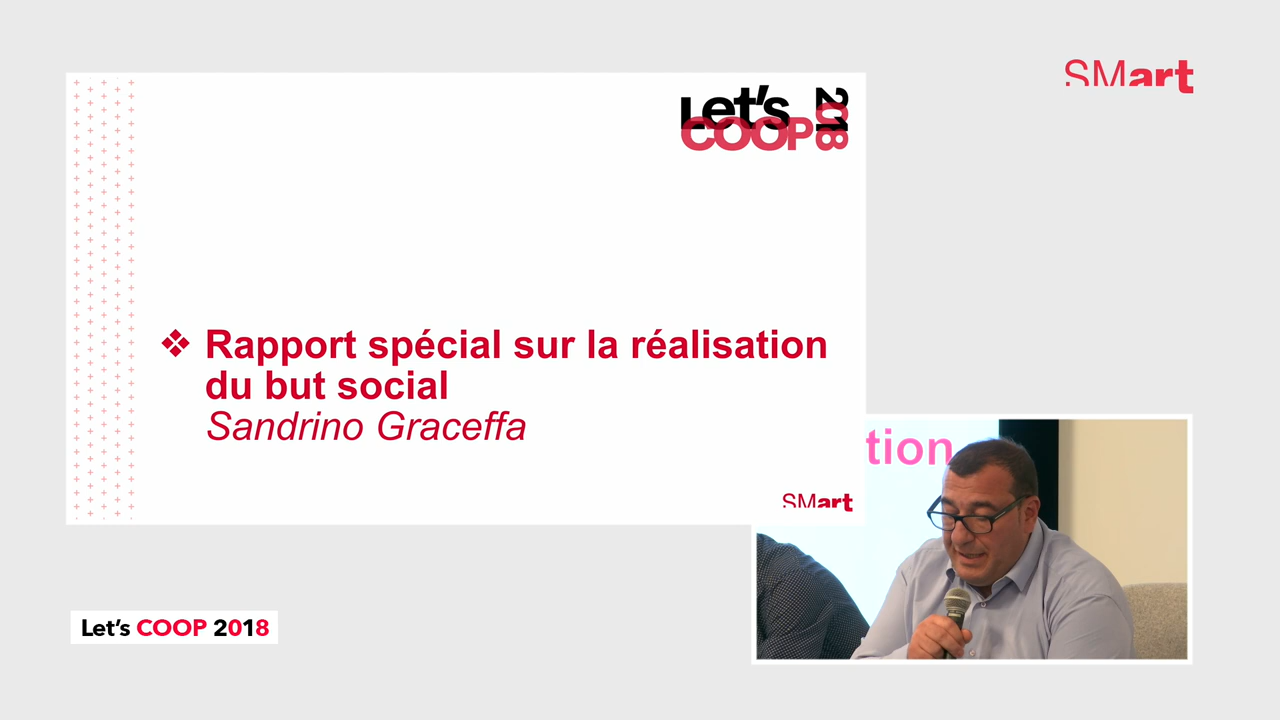 SMart
Let's
COOP
2018
❖ Rapport spécial sur la réalisation
du but social
Sandrino Graceffa
tion
SMart
Let's COOP 2018